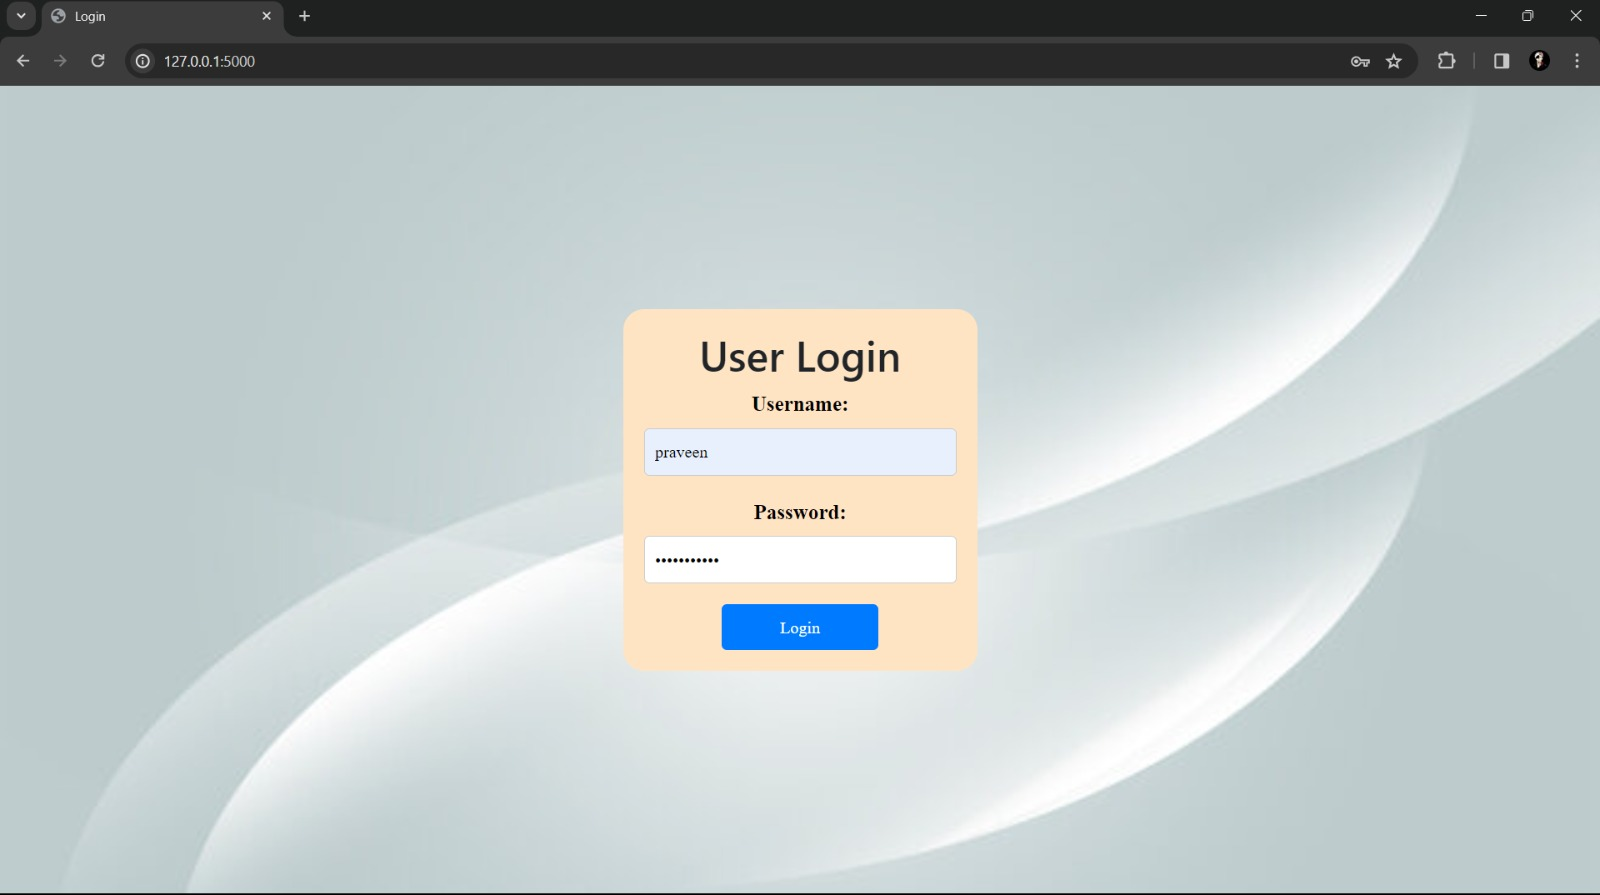 Login
127.0.0.1:5000
User Login
Username:
praveen
Password:
•••••••••••
Login